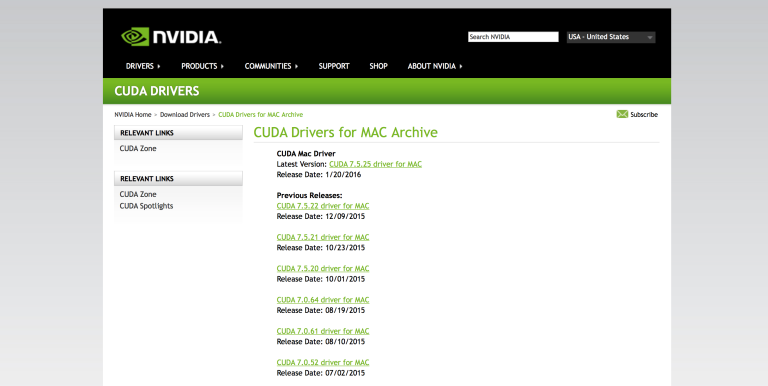 NVIDIA.
Search NVIDIA
USA - United States
DRIVERS
PRODUCTS
COMMUNITIES
SUPPORT
SHOP
ABOUT NVIDIA
CUDA DRIVERS
NVIDIA Home > Download Drivers > CUDA Drivers for MAC Archive
Subscribe
RELEVANT LINKS
CUDA Zone
RELEVANT LINKS
CUDA Zone
CUDA Spotlights
CUDA Drivers for MAC Archive
CUDA Mac Driver
Latest Version: CUDA 7.5.25 driver for MAC
Release Date: 1/20/2016
Previous Releases:
CUDA 7.5.22 driver for MAC
Release Date: 12/09/2015
CUDA 7.5.21 driver for MAC
Release Date: 10/23/2015
CUDA 7.5.20 driver for MAC
Release Date: 10/01/2015
CUDA 7.0.64 driver for MAC
Release Date: 08/19/2015
CUDA 7.0.61 driver for MAC
Release Date: 08/10/2015
CUDA 7.0.52 driver for MAC
Release Date: 07/02/2015